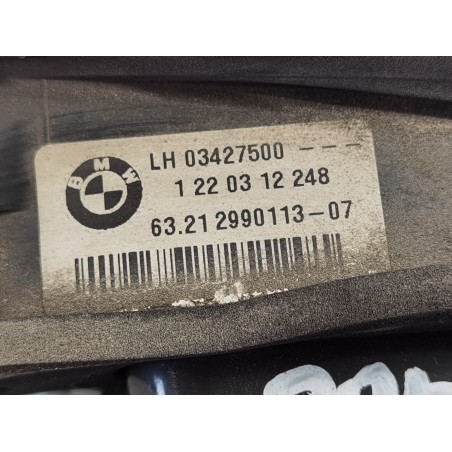 BMW
LH 03427500 ---
1 22 03 12 248
63.21 2990113-07